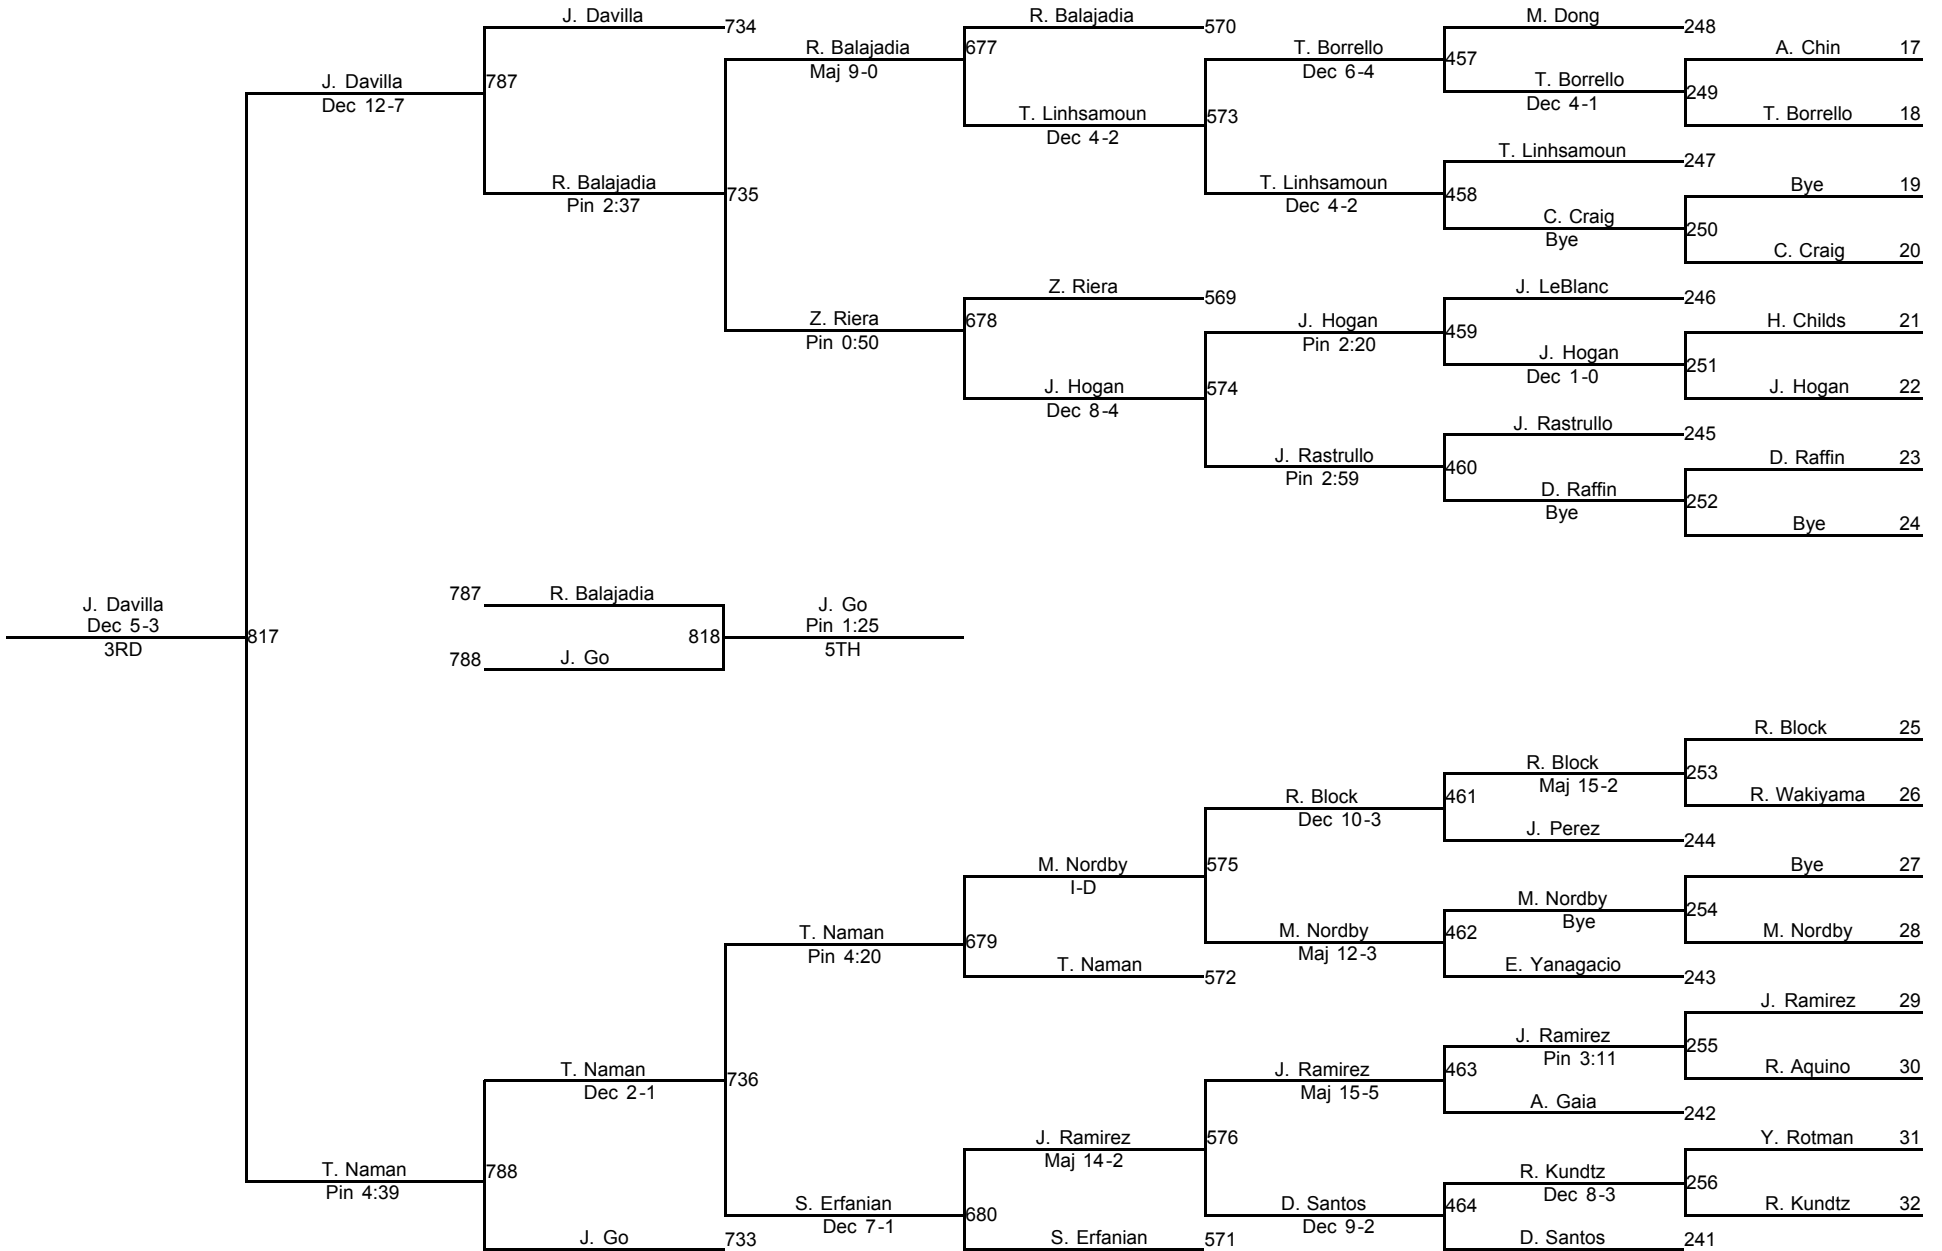 J. Davilla
734
R. Balajadia
570
M. Dong
248
R. Balajadia
Maj 9-0
677
T. Borrello
Dec 6-4
457
A. Chin 17
J. Davilla
Dec 12-7
787
T. Borrello
Dec 4-1
249
T. Linhsamoun
Dec 4-2
573
T. Borrello 18
T. Linhsamoun
247
R. Balajadia
Pin 2:37
735
T. Linhsamoun
Dec 4-2
458
Bye 19
C. Craig
Bye
250
C. Craig 20
Z. Riera
569
J. LeBlanc
246
Z. Riera
Pin 0:50
678
J. Hogan
Pin 2:20
459
H. Childs 21
J. Hogan
Dec 1-0
251
J. Hogan
Dec 8-4
574
J. Hogan 22
J. Rastrullo
245
J. Rastrullo
Pin 2:59
460
D. Raffin 23
D. Raffin
Bye
252
Bye 24
787 R. Balajadia
J. Davilla
Dec 5-3
3RD
817
818
J. Go
Pin 1:25
5TH
788 J. Go
R. Block 25
R. Block
Maj 15-2
253
R. Block
Dec 10-3
461
R. Wakiyama 26
J. Perez
244
M. Nordby
I-D
575
Bye 27
M. Nordby
Bye
254
T. Naman
Pin 4:20
679
M. Nordby
Maj 12-3
462
M. Nordby 28
T. Naman
572
E. Yanagacio
243
J. Ramirez 29
J. Ramirez
Pin 3:11
255
T. Naman
Dec 2-1
736
J. Ramirez
Maj 15-5
463
R. Aquino 30
A. Gaia
242
J. Ramirez
Maj 14-2
576
Y. Rotman 31
T. Naman
Pin 4:39
788
R. Kundtz
Dec 8-3
256
S. Erfanian
Dec 7-1
680
D. Santos
Dec 9-2
464
R. Kundtz 32
J. Go
733
S. Erfanian
571
D. Santos
241